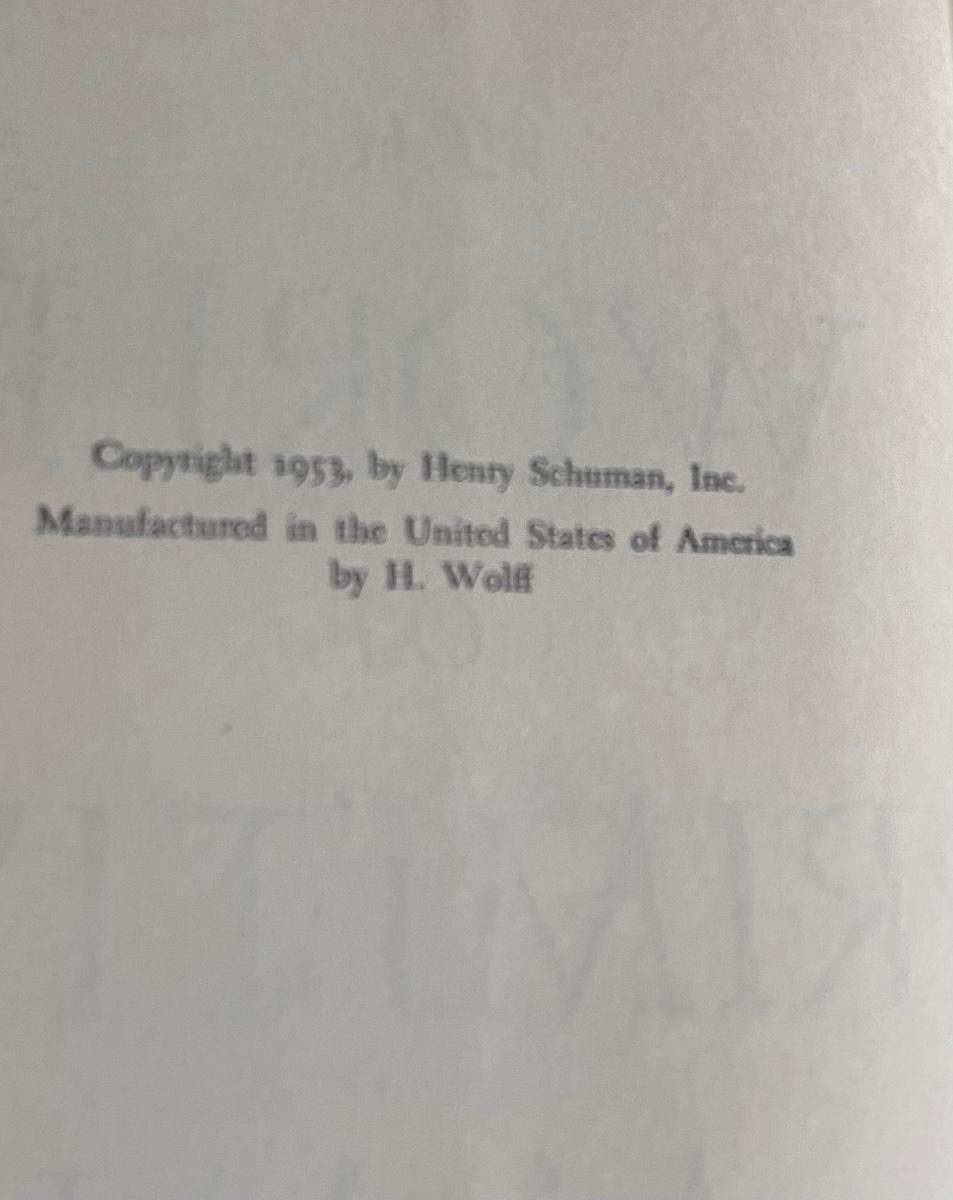 Copyright 1953, by Henry Schuman, Inc.
Manufactured in the United States of America
by H. Wolff